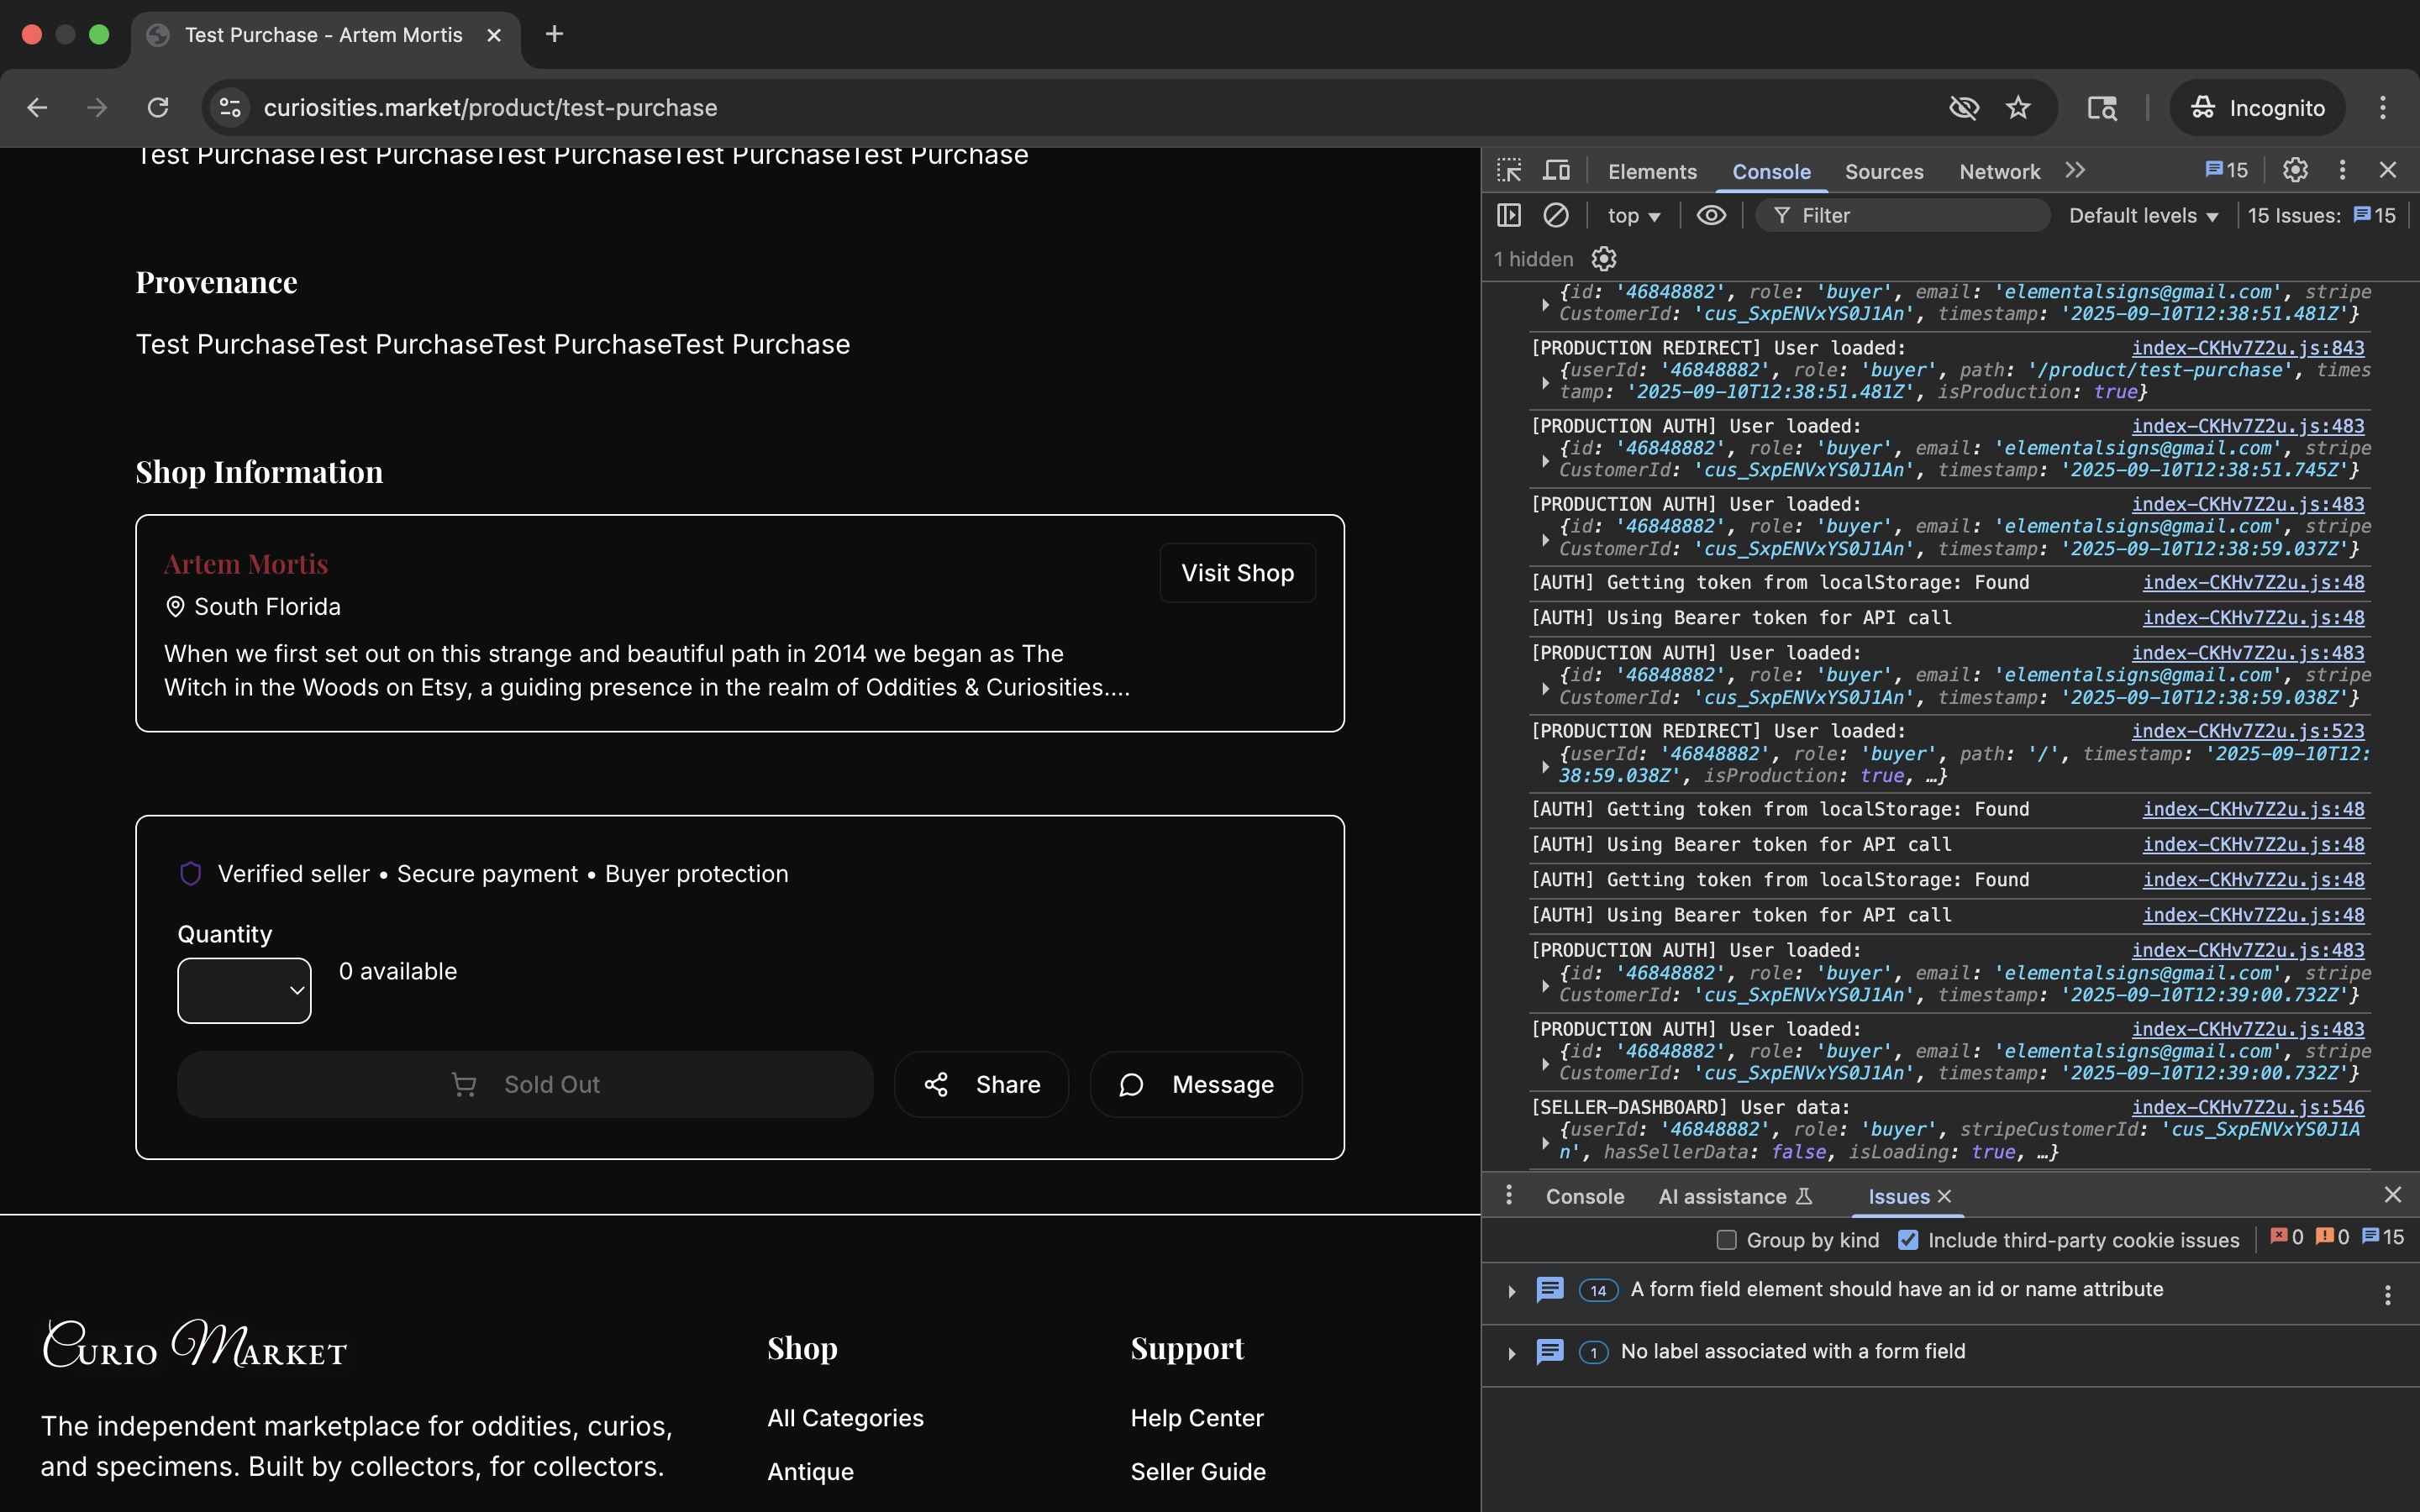 Test Purchase - Artem Mortis
curiosities.market/product/test-purchase
Incognito
Test PurchaseTest PurchaseTest PurchaseTest PurchaseTest Purchase
Provenance
Test PurchaseTest PurchaseTest PurchaseTest Purchase
Shop Information
Artem Mortis
Visit Shop
South Florida
When we first set out on this strange and beautiful path in 2014 we began as The
Witch in the Woods on Etsy, a guiding presence in the realm of Oddities & Curiosities....
Verified seller • Secure payment • Buyer protection
Quantity
0 available
Sold Out
Share
Message
Curio Market
The independent marketplace for oddities, curios,
and specimens. Built by collectors, for collectors.
Shop
All Categories
Antique
Support
Help Center
Seller Guide
Elements
Console
Sources
Network
15
top
Filter
Default levels
15 Issues:
15
1 hidden
{id: '46848882', role: 'buyer', email: 'elementalsigns@gmail.com', stripe
CustomerId: 'cus_SxpENVxYS0J1An', timestamp: '2025-09-10T12:38:51.481Z'}
[PRODUCTION REDIRECT] User loaded: index-CKHv7Z2u.js:843
{userId: '46848882', role: 'buyer', path: '/product/test-purchase', times
tamp: '2025-09-10T12:38:51.481Z', isProduction: true}
[PRODUCTION AUTH] User loaded: index-CKHv7Z2u.js:483
{id: '46848882', role: 'buyer', email: 'elementalsigns@gmail.com', stripe
CustomerId: 'cus_SxpENVxYS0J1An', timestamp: '2025-09-10T12:38:51.745Z'}
[PRODUCTION AUTH] User loaded: index-CKHv7Z2u.js:483
{id: '46848882', role: 'buyer', email: 'elementalsigns@gmail.com', stripe
CustomerId: 'cus_SxpENVxYS0J1An', timestamp: '2025-09-10T12:38:59.037Z'}
[AUTH] Getting token from localStorage: Found index-CKHv7Z2u.js:48
[AUTH] Using Bearer token for API call index-CKHv7Z2u.js:48
[PRODUCTION AUTH] User loaded: index-CKHv7Z2u.js:483
{id: '46848882', role: 'buyer', email: 'elementalsigns@gmail.com', stripe
CustomerId: 'cus_SxpENVxYS0J1An', timestamp: '2025-09-10T12:38:59.038Z'}
[PRODUCTION REDIRECT] User loaded: index-CKHv7Z2u.js:523
{userId: '46848882', role: 'buyer', path: '/', timestamp: '2025-09-10T12:
38:59.038Z', isProduction: true, …}
[AUTH] Getting token from localStorage: Found index-CKHv7Z2u.js:48
[AUTH] Using Bearer token for API call index-CKHv7Z2u.js:48
[AUTH] Getting token from localStorage: Found index-CKHv7Z2u.js:48
[AUTH] Using Bearer token for API call index-CKHv7Z2u.js:48
[PRODUCTION AUTH] User loaded: index-CKHv7Z2u.js:483
{id: '46848882', role: 'buyer', email: 'elementalsigns@gmail.com', stripe
CustomerId: 'cus_SxpENVxYS0J1An', timestamp: '2025-09-10T12:39:00.732Z'}
[PRODUCTION AUTH] User loaded: index-CKHv7Z2u.js:483
{id: '46848882', role: 'buyer', email: 'elementalsigns@gmail.com', stripe
CustomerId: 'cus_SxpENVxYS0J1An', timestamp: '2025-09-10T12:39:00.732Z'}
[SELLER-DASHBOARD] User data: index-CKHv7Z2u.js:546
{userId: '46848882', role: 'buyer', stripeCustomerId: 'cus_SxpENVxYS0J1A
n', hasSellerData: false, isLoading: true, …}
Console
AI assistance
Issues
Group by kind
Include third-party cookie issues
0
0
15
14 A form field element should have an id or name attribute
1 No label associated with a form field